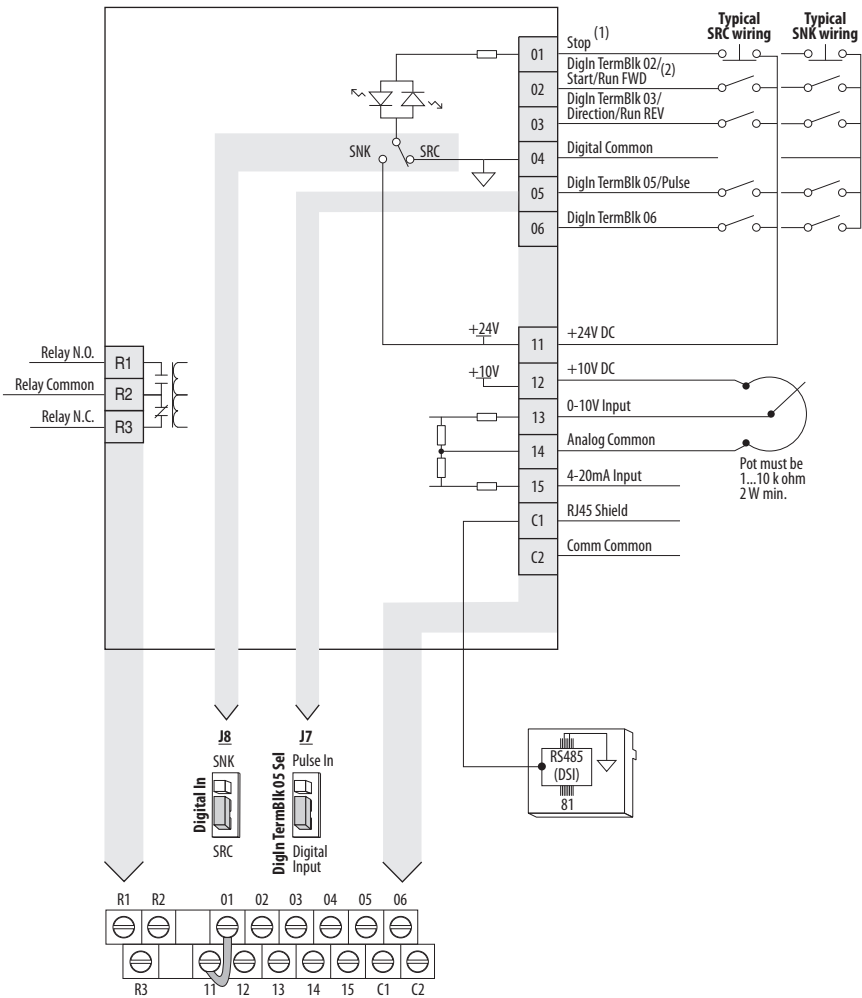 Typical
SRC wiring
Typical
SNK wiring
01
Stop (1)
02
DigIn TermBlk 02/
Start/Run FWD (2)
03
DigIn TermBlk 03/
Direction/Run REV
SNK
SRC
04
Digital Common
05
DigIn TermBlk 05/Pulse
06
DigIn TermBlk 06
+24V
11
+24V DC
+10V
12
+10V DC
13
0-10V Input
14
Analog Common
15
4-20mA Input
C1
RJ45 Shield
C2
Comm Common
Pot must be
1...10 k ohm
2 W min.
Relay N.O.
R1
Relay Common
R2
Relay N.C.
R3
J8
SNK
Digital In
SRC
J7
Pulse In
DigIn TermBlk 05 Sel
Digital
Input
RS485
(DSI)
81
R1 R2 01 02 03 04 05 06
R3 11 12 13 14 15 C1 C2